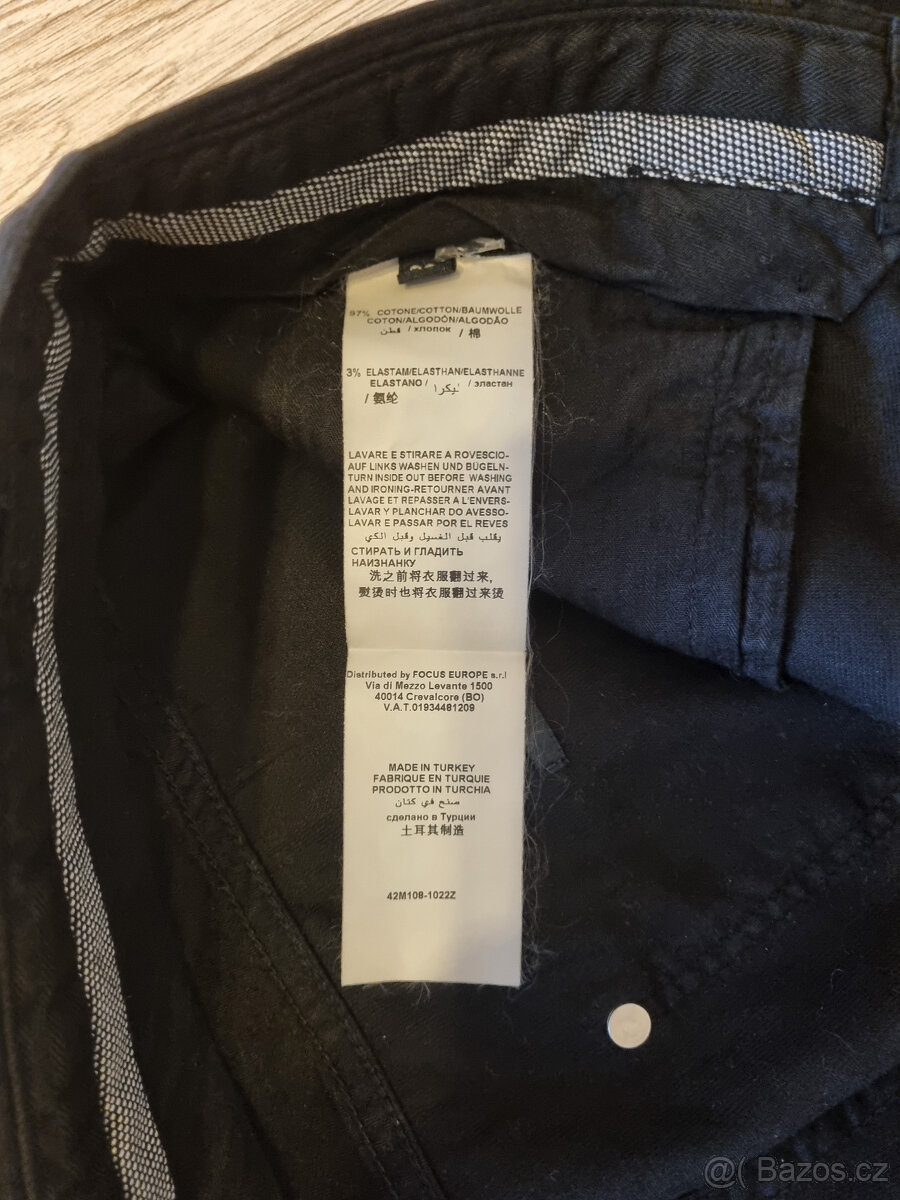 97% COTONE/COTTON/BAUMWOLLE
COTON/ALGODÓN/ALGODÃO
قطن / хлопок / 棉
3% ELASTAM/ELASTHAN/ELASTHANNE
ELASTANO / ليكرا / эластан
/ 氨纶
LAVARE E STIRARE A ROVESCIO-
AUF LINKS WASHEN UND BÜGELN-
TURN INSIDE OUT BEFORE WASHING
AND IRONING-RETOURNER AVANT
LAVAGE ET REPASSER A L'ENVERS-
LAVAR Y PLANCHAR DO AVESSO-
LAVAR E PASSAR POR EL REVES
يقلب قبل الغسيل وقبل الكي
СТИРАТЬ И ГЛАДИТЬ
НАИЗНАНКУ
洗之前将衣服翻过来,
熨烫时也将衣服翻过来烫
Distributed by FOCUS EUROPE s.r.l
Via di Mezzo Levante 1500
40014 Crevalcore (BO)
V.A.T.01934481209
MADE IN TURKEY
FABRIQUE EN TURQUIE
PRODOTTO IN TURCHIA
صنع في كتان
сделано в Турции
土耳其制造
42M108-1022Z
@( Bazos.cz